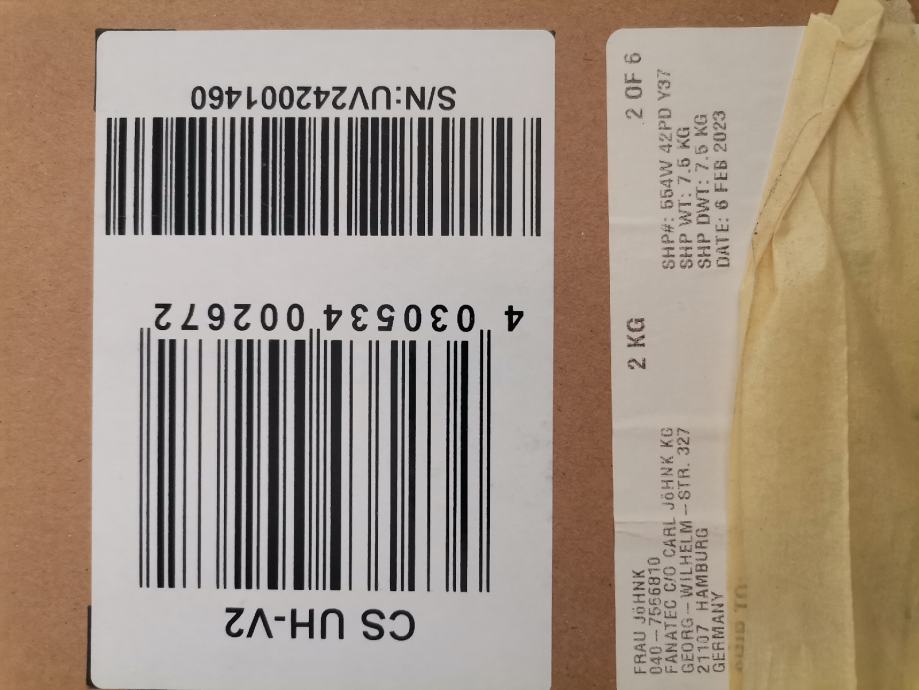 CS UH-V2
4 030534 002672
S/N:UV242001460
FRAU JöHNK
040-7566810
FANATEC C/O CARL JöHNK KG
GEORG-WILHELM-STR. 327
21107 HAMBURG
GERMANY
2 KG
2 OF 6
SHP#: 554W 42PD Y37
SHP WT: 7.5 KG
SHP DWT: 7.5 KG
DATE: 6 FEB 2023